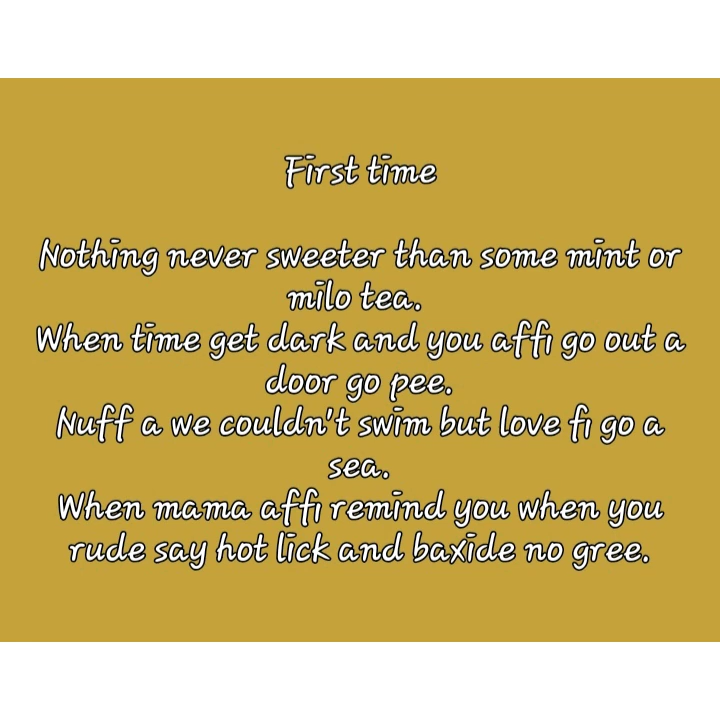 First time
Nothing never sweeter than some mint or
milo tea.
When time get dark and you affi go out a
door go pee.
Nuff a we couldn't swim but love fi go a
sea.
When mama affi remind you when you
rude say hot lick and baxide no gree.